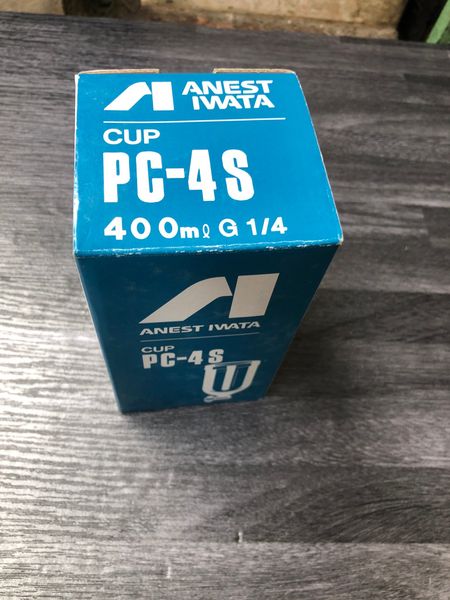 ANEST
IWATA
CUP
PC-4S
400mℓ G 1/4
ANEST IWATA
CUP
PC-4S